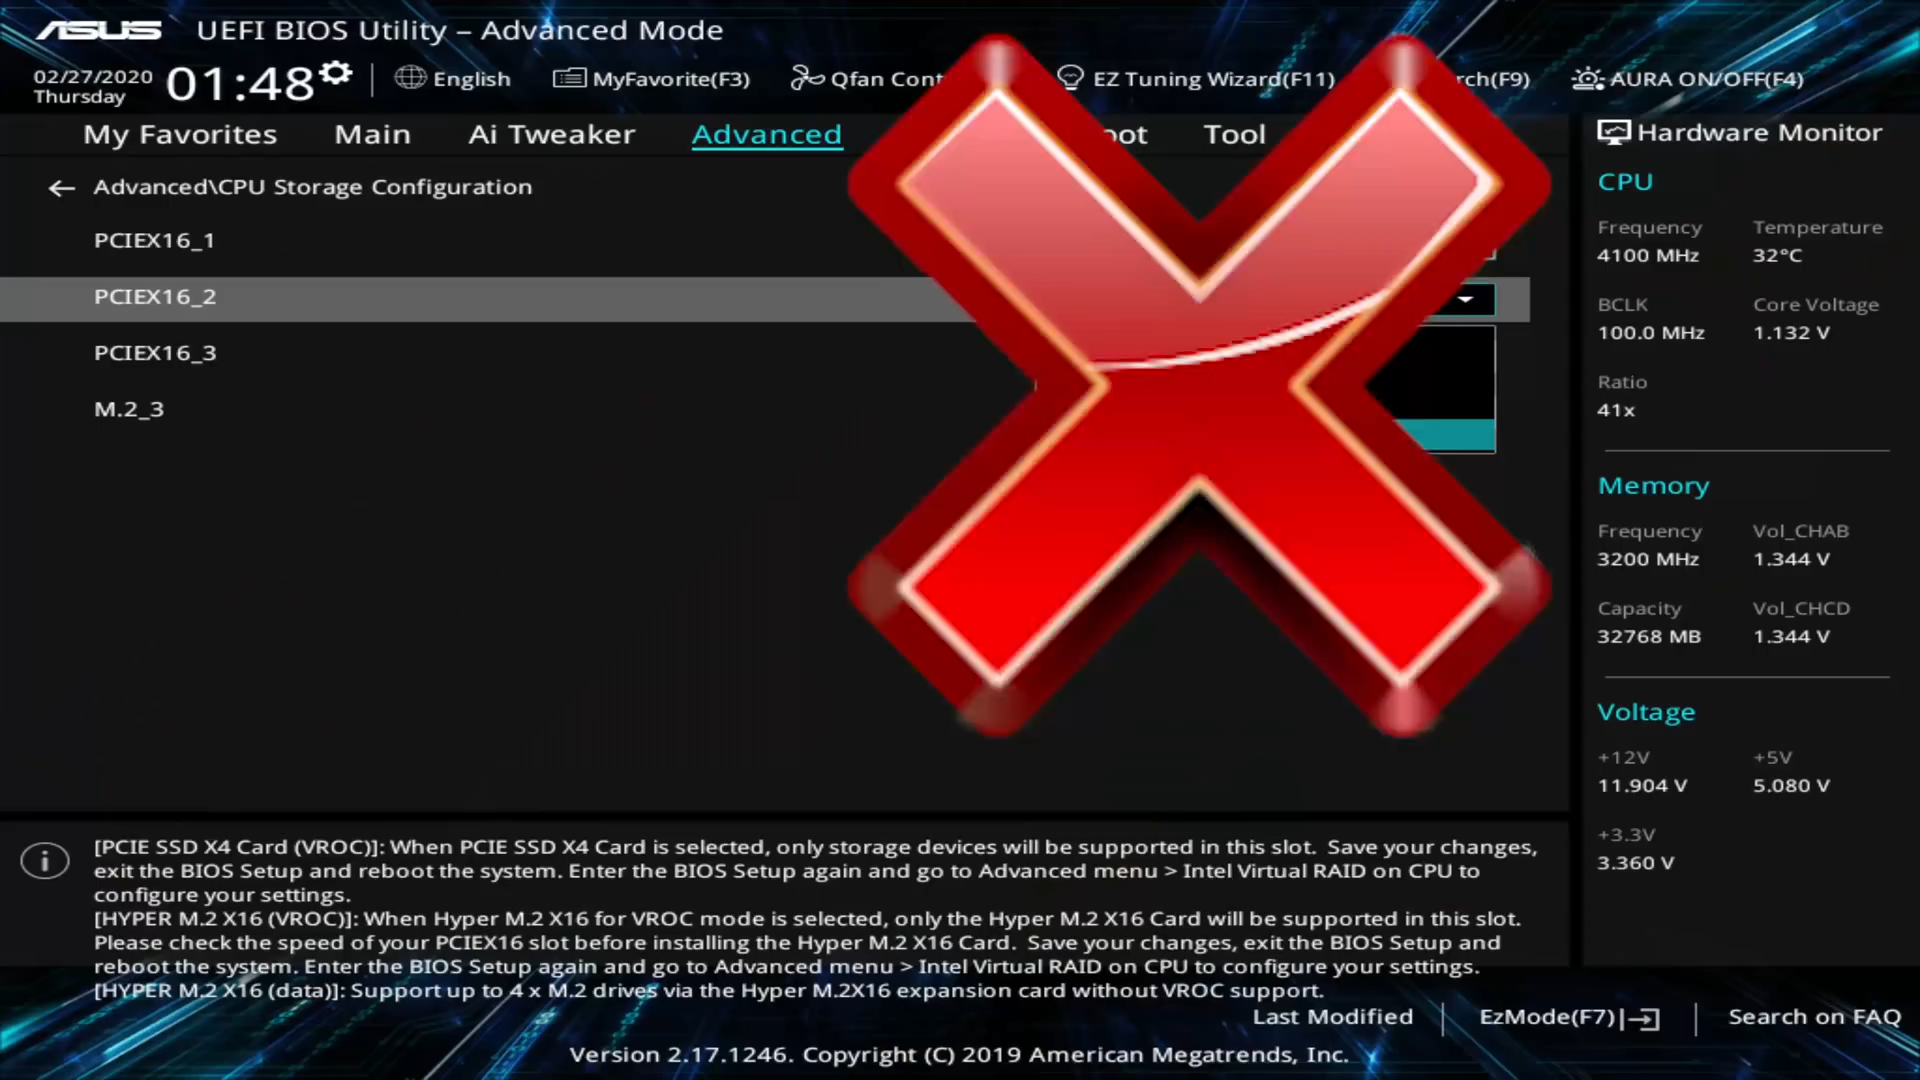 ASUS UEFI BIOS Utility – Advanced Mode
02/27/2020
Thursday
01:48
English
MyFavorite(F3)
Qfan Cont
EZ Tuning Wizard(F11)
rch(F9)
AURA ON/OFF(F4)
My Favorites Main Ai Tweaker Advanced oot Tool
Hardware Monitor
Advanced\CPU Storage Configuration
PCIEX16_1
PCIEX16_2
PCIEX16_3
M.2_3
CPU
Frequency Temperature
4100 MHz 32°C
BCLK Core Voltage
100.0 MHz 1.132 V
Ratio
41x
Memory
Frequency Vol_CHAB
3200 MHz 1.344 V
Capacity Vol_CHCD
32768 MB 1.344 V
Voltage
+12V +5V
11.904 V 5.080 V
+3.3V
3.360 V
[PCIE SSD X4 Card (VROC)]: When PCIE SSD X4 Card is selected, only storage devices will be supported in this slot. Save your changes,
exit the BIOS Setup and reboot the system. Enter the BIOS Setup again and go to Advanced menu > Intel Virtual RAID on CPU to
configure your settings.
[HYPER M.2 X16 (VROC)]: When Hyper M.2 X16 for VROC mode is selected, only the Hyper M.2 X16 Card will be supported in this slot.
Please check the speed of your PCIEX16 slot before installing the Hyper M.2 X16 Card. Save your changes, exit the BIOS Setup and
reboot the system. Enter the BIOS Setup again and go to Advanced menu > Intel Virtual RAID on CPU to configure your settings.
[HYPER M.2 X16 (data)]: Support up to 4 x M.2 drives via the Hyper M.2X16 expansion card without VROC support.
Last Modified EzMode(F7) Search on FAQ
Version 2.17.1246. Copyright (C) 2019 American Megatrends, Inc.